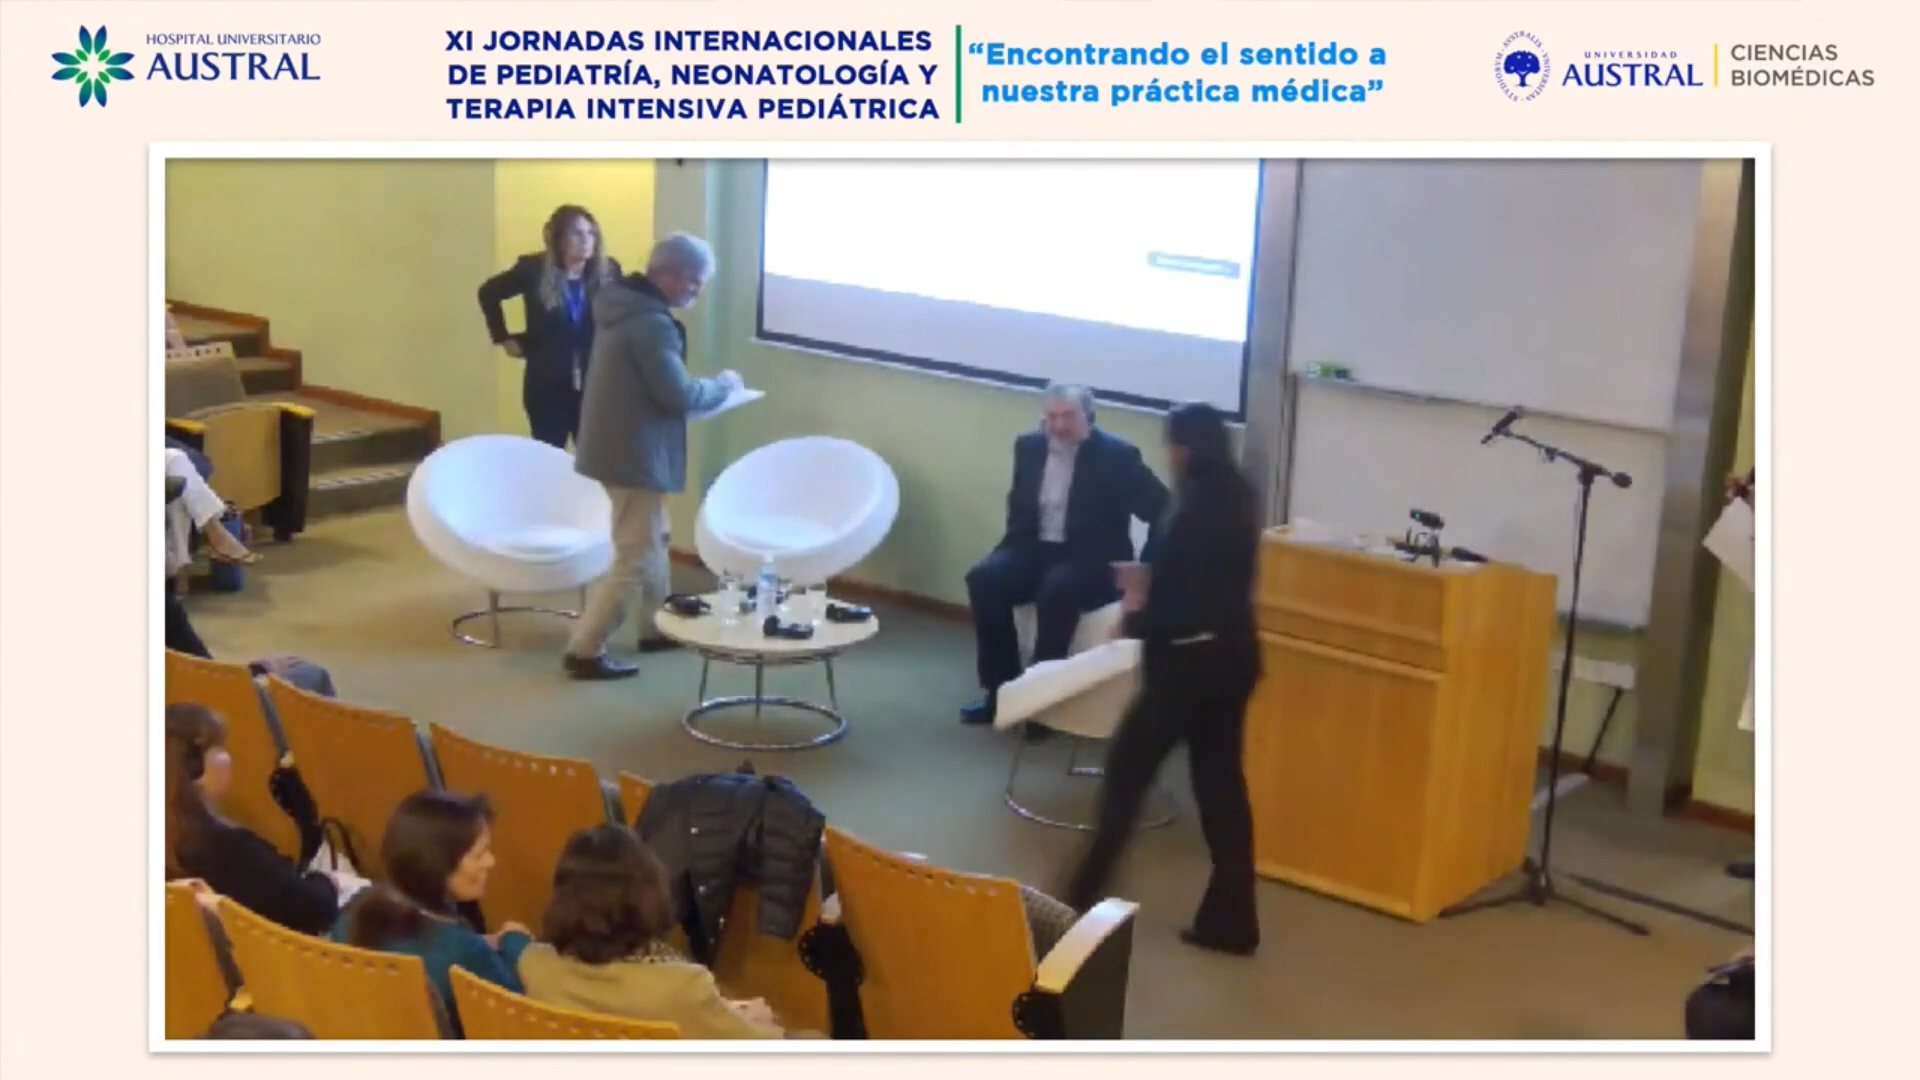 HOSPITAL UNIVERSITARIO
AUSTRAL
XI JORNADAS INTERNACIONALES
DE PEDIATRÍA, NEONATOLOGÍA Y
TERAPIA INTENSIVA PEDIÁTRICA
“Encontrando el sentido a
nuestra práctica médica”
UNIVERSIDAD
AUSTRAL
CIENCIAS
BIOMÉDICAS